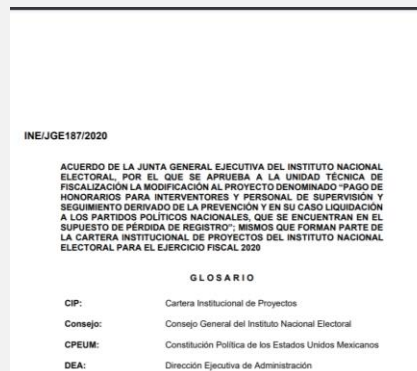 INE/JGE187/2020
ACUERDO DE LA JUNTA GENERAL EJECUTIVA DEL INSTITUTO NACIONAL
ELECTORAL, POR EL QUE SE APRUEBA A LA UNIDAD TÉCNICA DE
FISCALIZACIÓN LA MODIFICACIÓN AL PROYECTO DENOMINADO "PAGO DE
HONORARIOS PARA INTERVENTORES Y PERSONAL DE SUPERVISIÓN Y
SEGUIMIENTO DERIVADO DE LA PREVENCIÓN Y EN SU CASO LIQUIDACIÓN
A LOS PARTIDOS POLÍTICOS NACIONALES, QUE SE ENCUENTRAN EN EL
SUPUESTO DE PÉRDIDA DE REGISTRO"; MISMOS QUE FORMAN PARTE DE
LA CARTERA INSTITUCIONAL DE PROYECTOS DEL INSTITUTO NACIONAL
ELECTORAL PARA EL EJERCICIO FISCAL 2020
GLOSARIO
CIP: Cartera Institucional de Proyectos
Consejo: Consejo General del Instituto Nacional Electoral
CPEUM: Constitución Política de los Estados Unidos Mexicanos
DEA: Dirección Ejecutiva de Administración